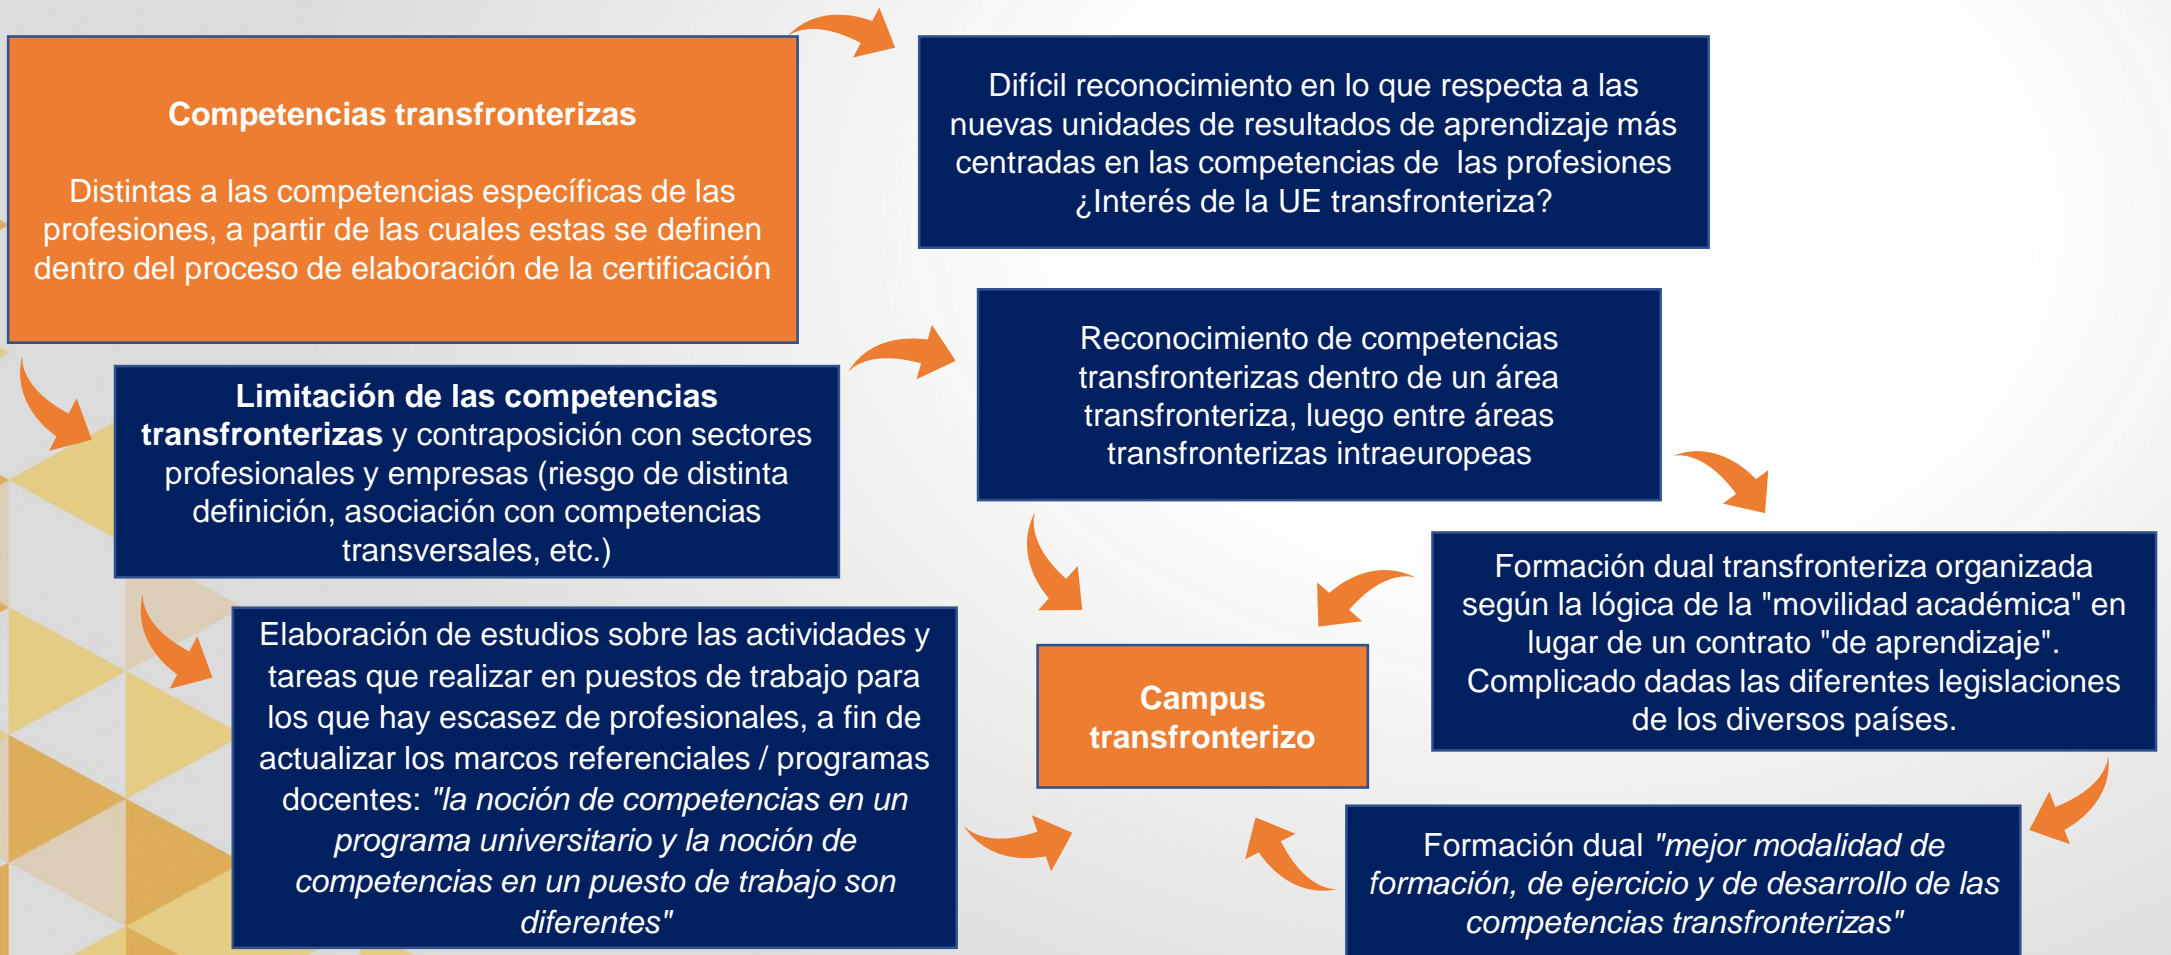 Competencias transfronterizas
Distintas a las competencias específicas de las
profesiones, a partir de las cuales estas se definen
dentro del proceso de elaboración de la certificación
Difícil reconocimiento en lo que respecta a las
nuevas unidades de resultados de aprendizaje más
centradas en las competencias de  las profesiones
¿Interés de la UE transfronteriza?
Limitación de las competencias
transfronterizas y contraposición con sectores
profesionales y empresas (riesgo de distinta
definición, asociación con competencias
transversales, etc.)
Reconocimiento de competencias
transfronterizas dentro de un área
transfronteriza, luego entre áreas
transfronterizas intraeuropeas
Elaboración de estudios sobre las actividades y
tareas que realizar en puestos de trabajo para
los que hay escasez de profesionales, a fin de
actualizar los marcos referenciales / programas
docentes: "la noción de competencias en un
programa universitario y la noción de
competencias en un puesto de trabajo son
diferentes"
Campus
transfronterizo
Formación dual transfronteriza organizada
según la lógica de la "movilidad académica" en
lugar de un contrato "de aprendizaje".
Complicado dadas las diferentes legislaciones
de los diversos países.
Formación dual "mejor modalidad de
formación, de ejercicio y de desarrollo de las
competencias transfronterizas"